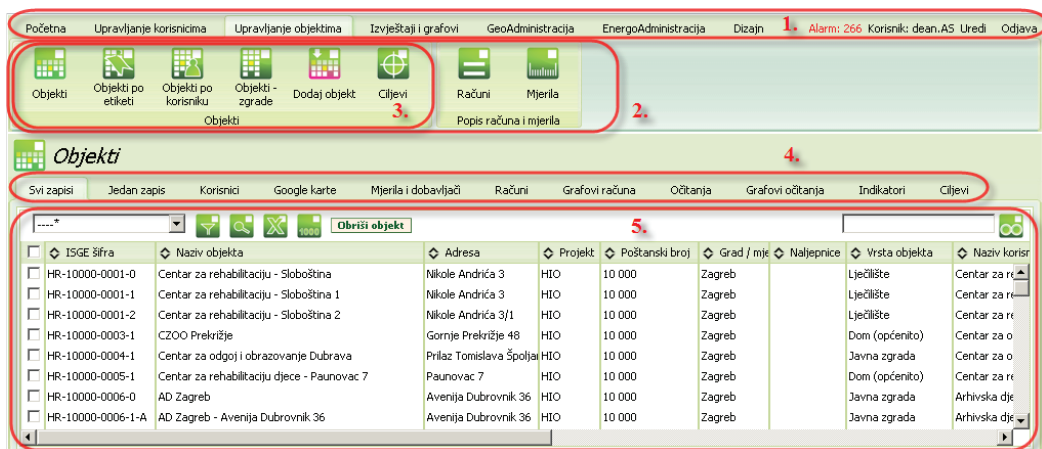 Početna Upravljanje korisnicima Upravljanje objektima Izvještaji i grafovi GeoAdministracija EnergoAdministracija Dizajn 1. Alarm: 266 Korisnik: dean.AS Uredi Odjava
Objekti Objekti po etiketi Objekti po korisniku Objekti - zgrade Dodaj objekt Ciljevi Računi Mjerila
Objekti 3. Popis računa i mjerila 2.
Objekti 4.
Svi zapisi Jedan zapis Korisnici Google karte Mjerila i dobavljači Računi Grafovi računa Očitanja Grafovi očitanja Indikatori Ciljevi
----* 1000 Obriši objekt 5.
ISGE šifra Naziv objekta Adresa Projekt Poštanski broj Grad / mje Naljepnice Vrsta objekta Naziv korisn
HR-10000-0001-0 Centar za rehabilitaciju - Sloboština Nikole Andrića 3 HIO 10 000 Zagreb Lječilište Centar za re
HR-10000-0001-1 Centar za rehabilitaciju - Sloboština 1 Nikole Andrića 3 HIO 10 000 Zagreb Lječilište Centar za re
HR-10000-0001-2 Centar za rehabilitaciju - Sloboština 2 Nikole Andrića 3/1 HIO 10 000 Zagreb Lječilište Centar za re
HR-10000-0003-1 CZOO Prekrižje Gornje Prekrižje 48 HIO 10 000 Zagreb Dom (općenito) Centar za o
HR-10000-0004-1 Centar za odgoj i obrazovanje Dubrava Prilaz Tomislava Špoljar HIO 10 000 Zagreb Javna zgrada Centar za o
HR-10000-0005-1 Centar za rehabilitaciju djece - Paunovac 7 Paunovac 7 HIO 10 000 Zagreb Dom (općenito) Centar za re
HR-10000-0006-0 AD Zagreb Avenija Dubrovnik 36 HIO 10 000 Zagreb Javna zgrada Arhivska dje
HR-10000-0006-1-A AD Zagreb - Avenija Dubrovnik 36 Avenija Dubrovnik 36 HIO 10 000 Zagreb Javna zgrada Arhivska dje